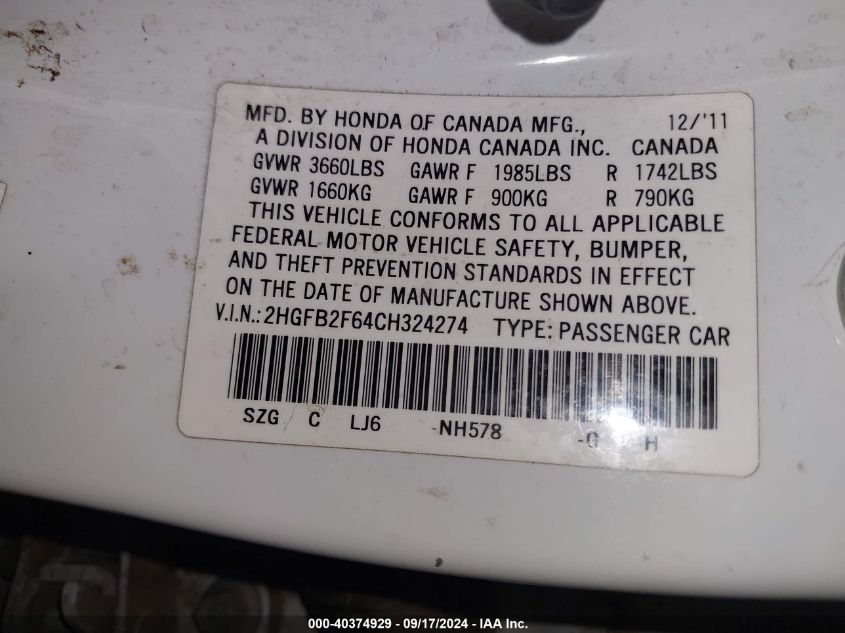 MFD. BY HONDA OF CANADA MFG., 12/'11
A DIVISION OF HONDA CANADA INC. CANADA
GVWR 3660LBS GAWR F 1985LBS R 1742LBS
GVWR 1660KG GAWR F 900KG R 790KG
THIS VEHICLE CONFORMS TO ALL APPLICABLE
FEDERAL MOTOR VEHICLE SAFETY, BUMPER,
AND THEFT PREVENTION STANDARDS IN EFFECT
ON THE DATE OF MANUFACTURE SHOWN ABOVE.
V.I.N.: 2HGFB2F64CH324274 TYPE: PASSENGER CAR
SZG C LJ6 -NH578 H
000-40374929 - 09/17/2024 - IAA Inc.